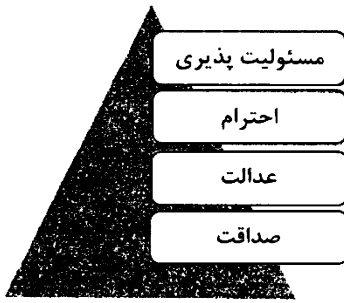 مسئولیت پذیری
احترام
عدالت
صداقت